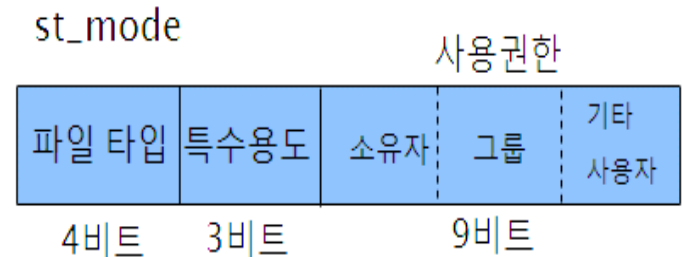 st_mode
사용권한
파일 타입
특수용도
소유자
그룹
기타
사용자
4비트
3비트
9비트